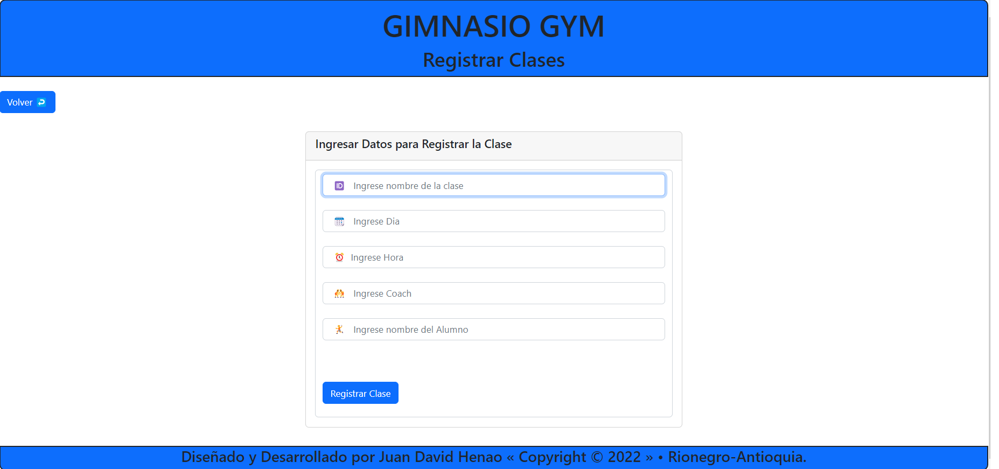 GIMNASIO GYM
Registrar Clases
Volver
Ingresar Datos para Registrar la Clase
Ingrese nombre de la clase
Ingrese Dia
Ingrese Hora
Ingrese Coach
Ingrese nombre del Alumno
Registrar Clase
Diseñado y Desarrollado por Juan David Henao « Copyright © 2022 » • Rionegro-Antioquia.